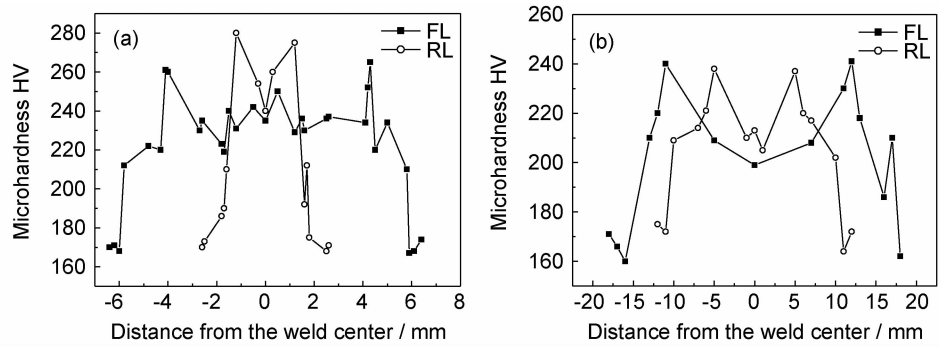 (a)
FL
RL
Microhardness HV
280
260
240
220
200
180
160
-6 -4 -2 0 2 4 6 8
Distance from the weld center / mm
(b)
FL
RL
Microhardness HV
260
240
220
200
180
160
-20 -15 -10 -5 0 5 10 15 20
Distance from the weld center / mm